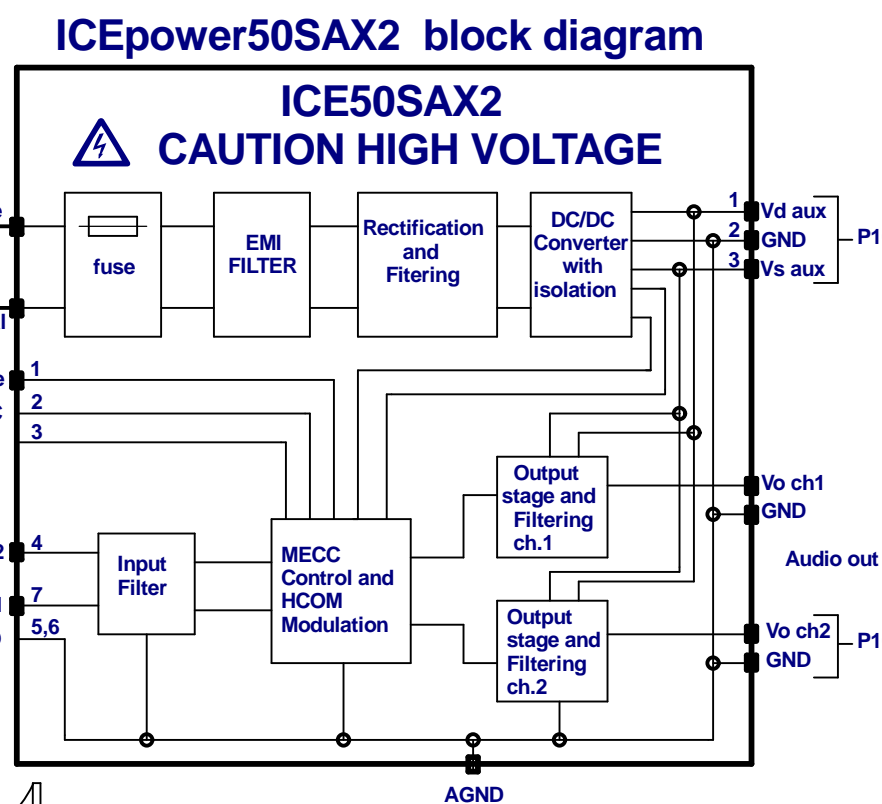 ICEpower50SAX2 block diagram
ICE50SAX2
CAUTION HIGH VOLTAGE
fuse
EMI
FILTER
Rectification
and
Fitering
DC/DC
Converter
with
isolation
1
Vd aux
2
GND
P1
3
Vs aux
1
2
3
Output
stage and
Filtering
ch.1
Vo ch1
GND
Audio out
4
7
5,6
Input
Filter
MECC
Control and
HCOM
Modulation
Output
stage and
Filtering
ch.2
Vo ch2
GND
P1
AGND